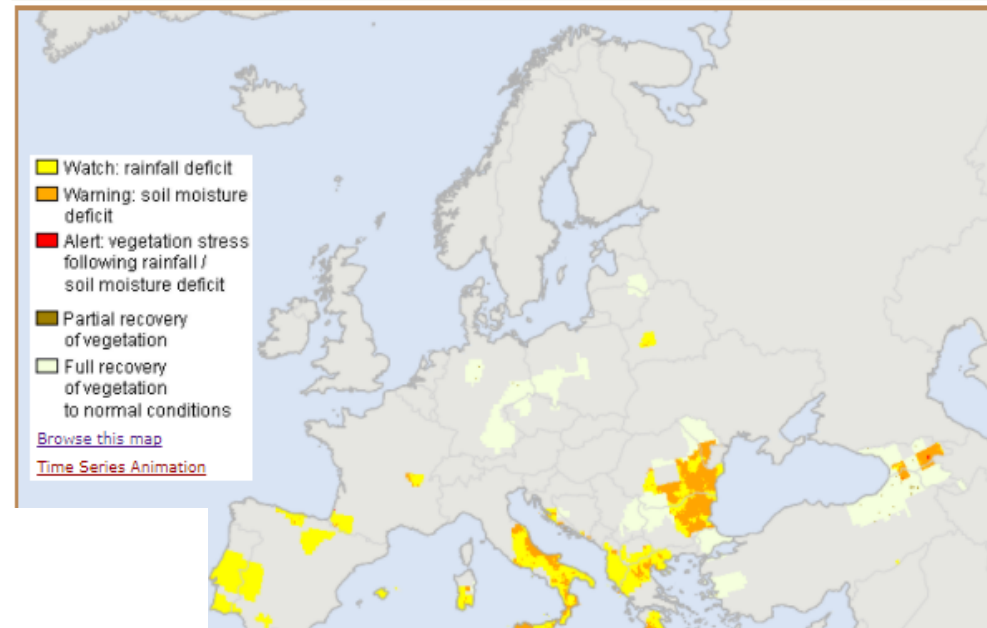 Watch: rainfall deficit
Warning: soil moisture
deficit
Alert: vegetation stress
following rainfall /
soil moisture deficit
Partial recovery
of vegetation
Full recovery
of vegetation
to normal conditions
Browse this map
Time Series Animation